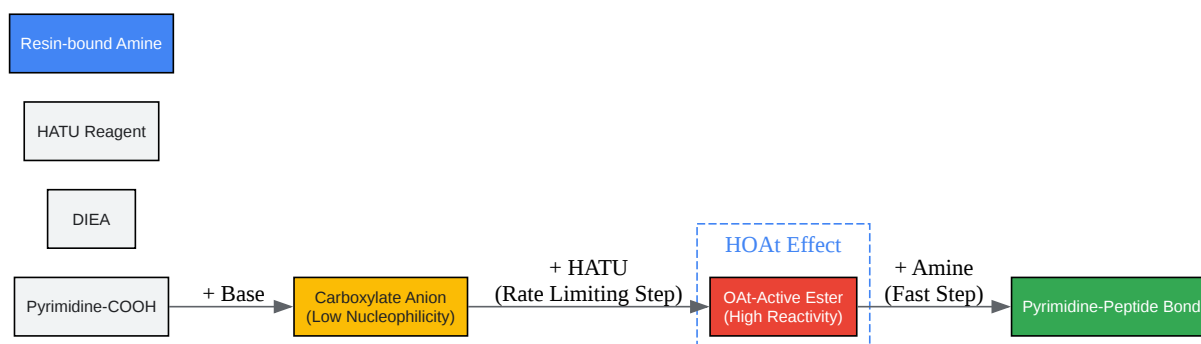 Resin-bound Amine
HATU Reagent
DIEA
Pyrimidine-COOH
+ Base
Carboxylate Anion
(Low Nucleophilicity)
+ HATU
(Rate Limiting Step)
HOAt Effect
OAt-Active Ester
(High Reactivity)
+ Amine
(Fast Step)
Pyrimidine-Peptide Bond